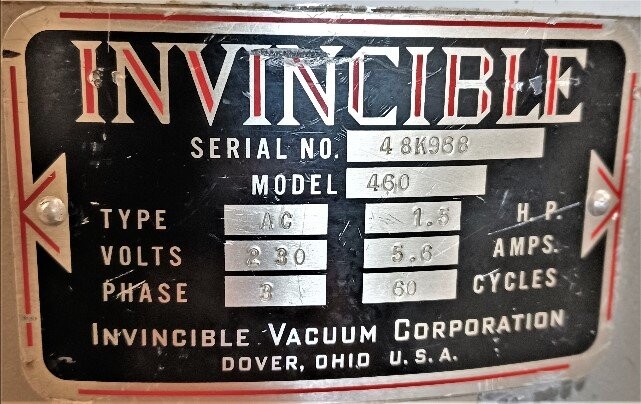 INVINCIBLE
SERIAL NO. 48K968
MODEL 460
TYPE AC 1.5 H.P.
VOLTS 230 5.6 AMPS.
PHASE 3 60 CYCLES
INVINCIBLE VACUUM CORPORATION
DOVER, OHIO U.S.A.